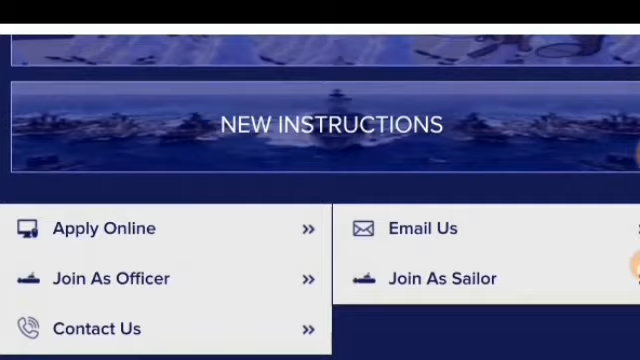 NEW INSTRUCTIONS
Apply Online
Email Us
Join As Officer
Join As Sailor
Contact Us